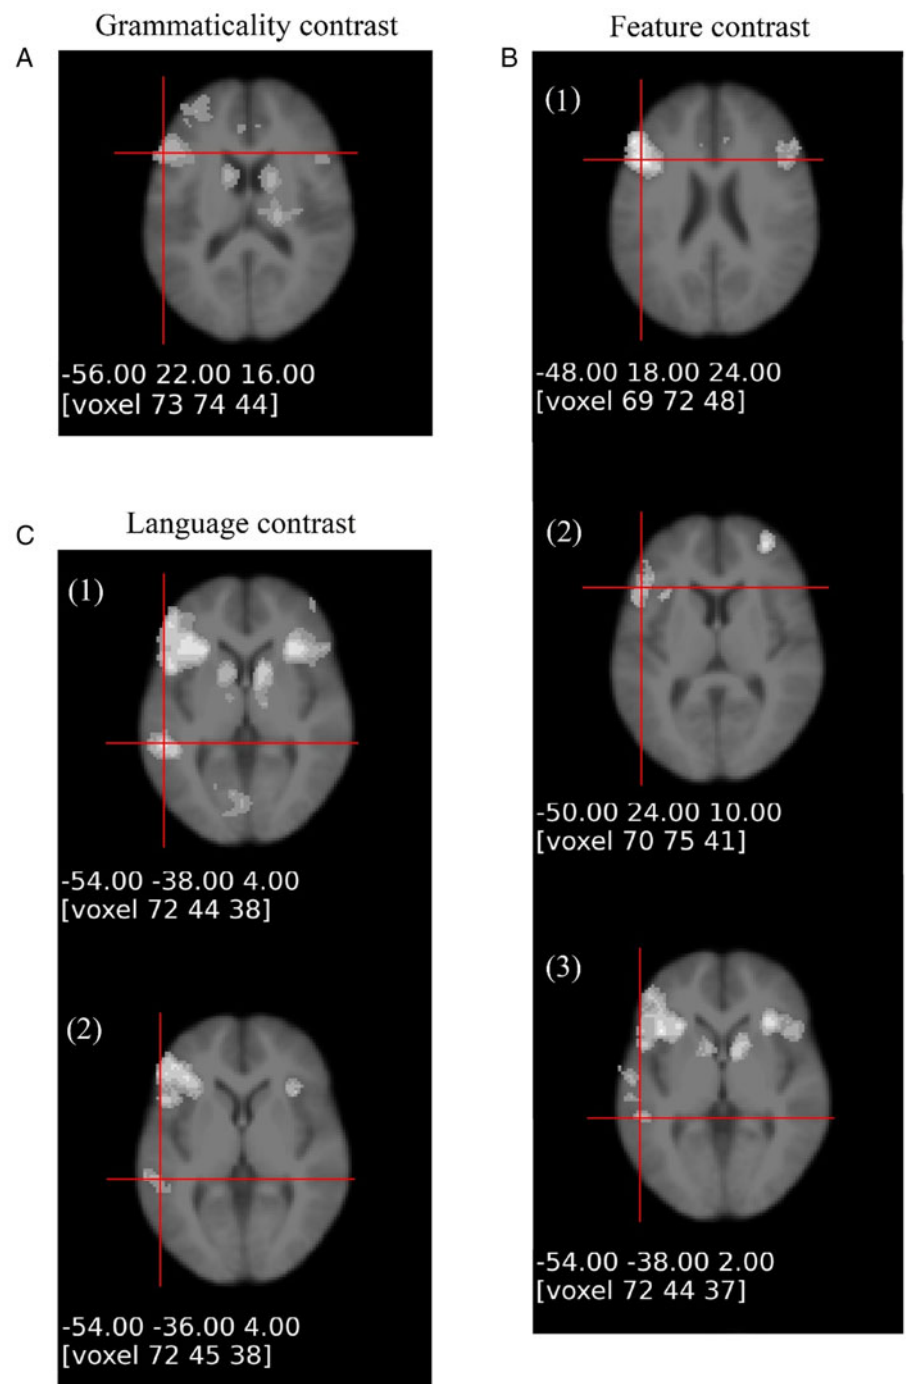 Grammaticality contrast
A
-56.00 22.00 16.00
[voxel 73 74 44]
Feature contrast
B
(1)
-48.00 18.00 24.00
[voxel 69 72 48]
(2)
-50.00 24.00 10.00
[voxel 70 75 41]
(3)
-54.00 -38.00 2.00
[voxel 72 44 37]
Language contrast
C
(1)
-54.00 -38.00 4.00
[voxel 72 44 38]
(2)
-54.00 -36.00 4.00
[voxel 72 45 38]